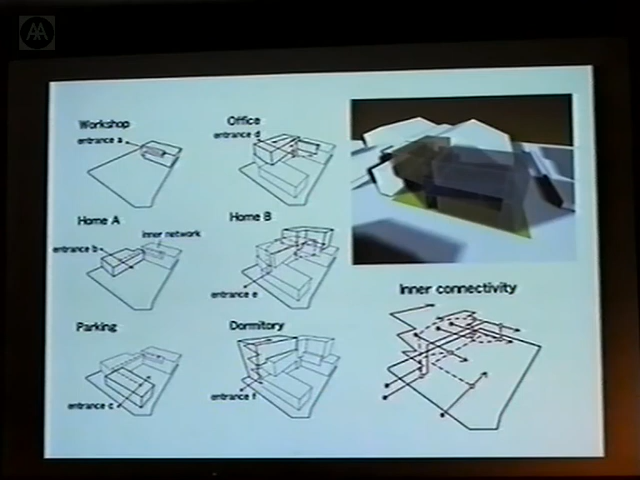 AA
Workshop
entrance a
Office
entrance d
Home A
inner network
entrance b
Home B
entrance e
Parking
entrance c
Dormitory
entrance f
Inner connectivity